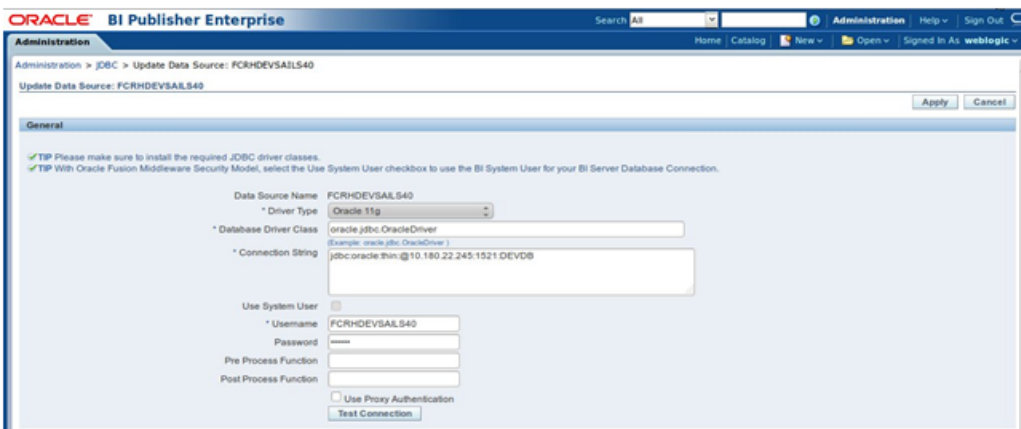 ORACLE BI Publisher Enterprise Search All Administration Help Sign Out
Administration Home Catalog New Open Signed In As weblogic
Administration > JDBC > Update Data Source: FCRHDEVSAILS40
Update Data Source: FCRHDEVSAILS40
Apply Cancel
General
TIP Please make sure to install the required JDBC driver classes.
TIP With Oracle Fusion Middleware Security Model, select the Use System User checkbox to use the BI System User for your BI Server Database Connection.
Data Source Name FCRHDEVSAILS40
* Driver Type Oracle 11g
* Database Driver Class oracle.jdbc.OracleDriver
(Example: oracle.jdbc.OracleDriver )
* Connection String jdbc:oracle:thin:@10.180.22.245:1521:DEVDB
Use System User
* Username FCRHDEVSAILS40
Password
Pre Process Function
Post Process Function
Use Proxy Authentication
Test Connection